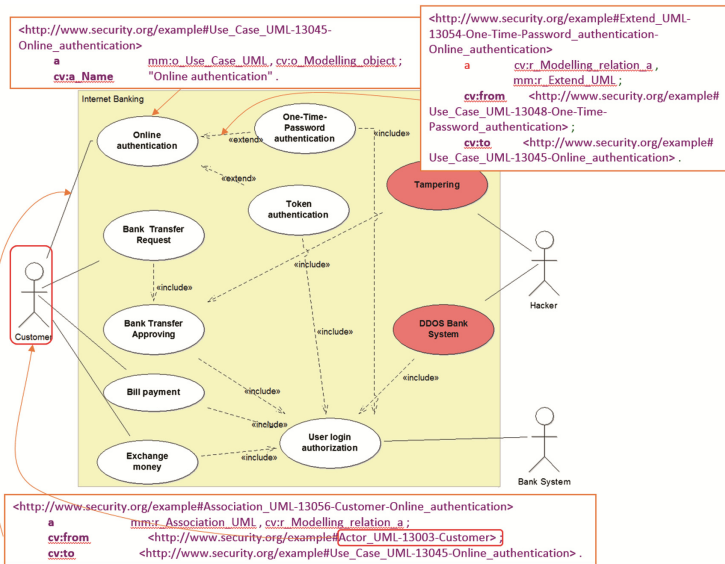 <http://www.security.org/example#Use_Case_UML-13045-
Online_authentication>
a mm:o_Use_Case_UML, cv:o_Modelling_object ;
cv:a_Name "Online authentication" .
<http://www.security.org/example#Extend_UML-
13054-One-Time-Password_authentication-
Online_authentication>
a cv:r_Modelling_relation_a ,
mm:r_Extend_UML ;
cv:from <http://www.security.org/example#
Use_Case_UML-13048-One-Time-
Password_authentication> ;
cv:to <http://www.security.org/example#
Use_Case_UML-13045-Online_authentication> .
Internet Banking
Online
authentication
«extend»
One-Time-
Password
authentication
«include»
«extend»
Token
authentication
Tampering
Bank Transfer
Request
«include»
«include»
Customer
Hacker
Bank Transfer
Approving
DDOS Bank
System
«include»
«include»
Bill payment
«include»
«include»
User login
authorization
Exchange
money
«include»
Bank System
<http://www.security.org/example#Association_UML-13056-Customer-Online_authentication>
a mm:r_Association_UML , cv:r_Modelling_relation_a ;
cv:from <http://www.security.org/example#Actor_UML-13003-Customer> ;
cv:to <http://www.security.org/example#Use_Case_UML-13045-Online_authentication> .